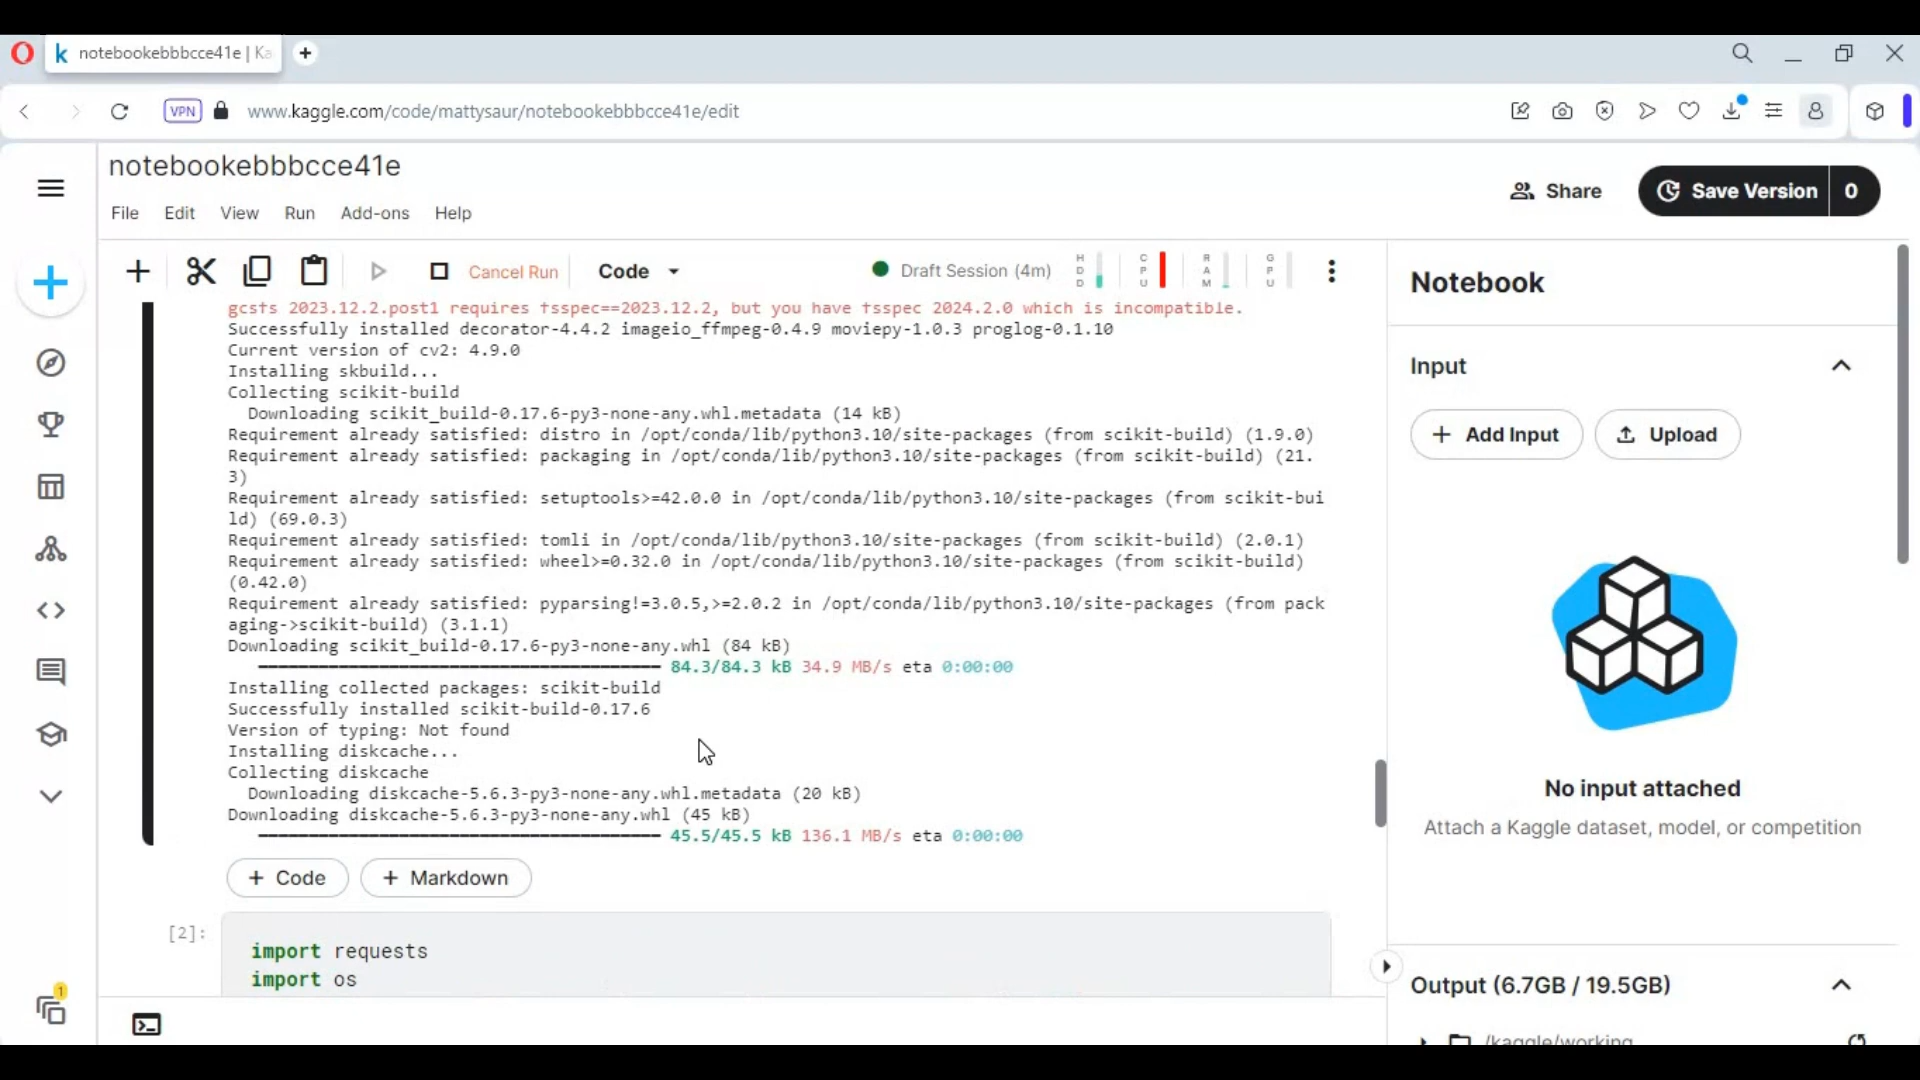 notebookebbbcce41e | Ka
VPN
www.kaggle.com/code/mattysaur/notebookebbbcce41e/edit
notebookebbbcce41e
File Edit View Run Add-ons Help
Share
Save Version 0
Cancel Run
Code
Draft Session (4m)
HDD
CPU
RAM
GPU
gcsfs 2023.12.2.post1 requires fsspec==2023.12.2, but you have fsspec 2024.2.0 which is incompatible.
Successfully installed decorator-4.4.2 imageio_ffmpeg-0.4.9 moviepy-1.0.3 proglog-0.1.10
Current version of cv2: 4.9.0
Installing skbuild...
Collecting scikit-build
Downloading scikit_build-0.17.6-py3-none-any.whl.metadata (14 kB)
Requirement already satisfied: distro in /opt/conda/lib/python3.10/site-packages (from scikit-build) (1.9.0)
Requirement already satisfied: packaging in /opt/conda/lib/python3.10/site-packages (from scikit-build) (21.
3)
Requirement already satisfied: setuptools>=42.0.0 in /opt/conda/lib/python3.10/site-packages (from scikit-bui
ld) (69.0.3)
Requirement already satisfied: tomli in /opt/conda/lib/python3.10/site-packages (from scikit-build) (2.0.1)
Requirement already satisfied: wheel>=0.32.0 in /opt/conda/lib/python3.10/site-packages (from scikit-build)
(0.42.0)
Requirement already satisfied: pyparsing!=3.0.5,>=2.0.2 in /opt/conda/lib/python3.10/site-packages (from pack
aging->scikit-build) (3.1.1)
Downloading scikit_build-0.17.6-py3-none-any.whl (84 kB)
84.3/84.3 kB 34.9 MB/s eta 0:00:00
Installing collected packages: scikit-build
Successfully installed scikit-build-0.17.6
Version of typing: Not found
Installing diskcache...
Collecting diskcache
Downloading diskcache-5.6.3-py3-none-any.whl.metadata (20 kB)
Downloading diskcache-5.6.3-py3-none-any.whl (45 kB)
45.5/45.5 kB 136.1 MB/s eta 0:00:00
+ Code + Markdown
[2]:
import requests
import os
Notebook
Input
+ Add Input
Upload
No input attached
Attach a Kaggle dataset, model, or competition
Output (6.7GB / 19.5GB)
/kaggle/working
1